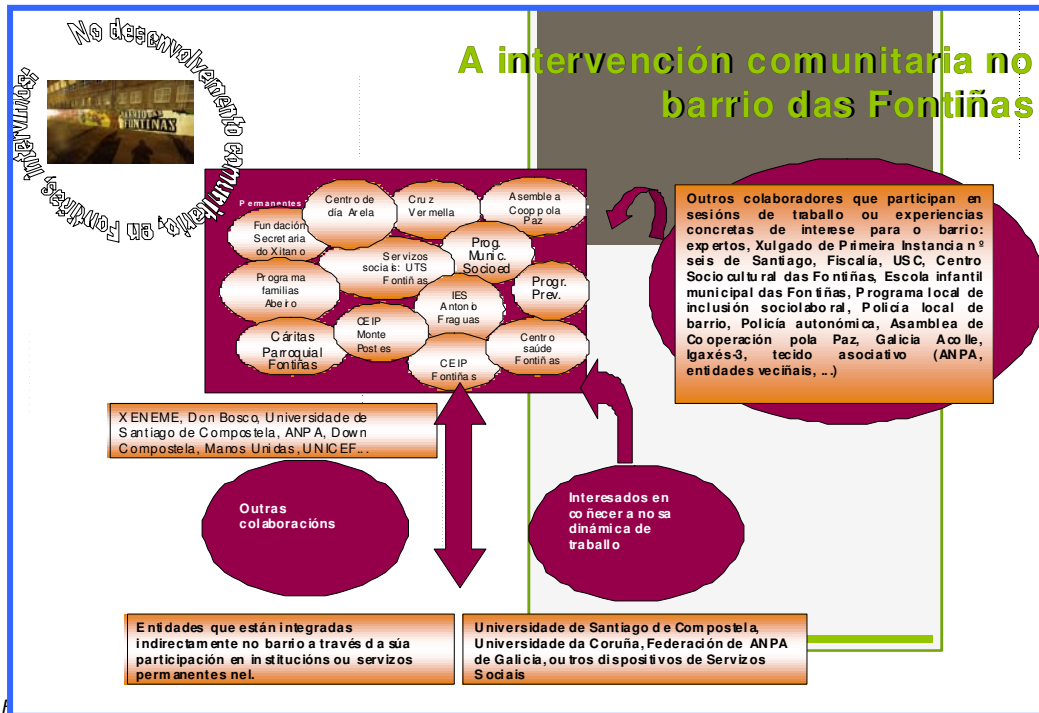 No desenvolvemento comunitario, en Fontiñas, intervimos:
FONTIÑAS
A intervención comunitaria no
barrio das Fontiñas
Permanentes
Centro de
día Arela
Cruz
Vermella
Asemblea
Coop pola
Paz
Fundación
Secretaria
do Xitano
Servizos
sociais: UTS
Fontiñas
Prog.
Munic.
Socioed
Programa
familias
Abeiro
IES
Antonio
Fraguas
Progr.
Prev.
Cáritas
Parroquial
Fontiñas
CEIP
Monte
Postes
CEIP
Fontiñas
Centro
saúde
Fontiñas
Outros colaboradores que participan en
sesións de traballo ou experiencias
concretas de interese para o barrio:
expertos, Xulgado de Primeira Instancia nº
seis de Santiago, Fiscalía, USC, Centro
Sociocultural das Fontiñas, Escola infantil
municipal das Fontiñas, Programa local de
inclusión sociolaboral, Policía local de
barrio, Policía autonómica, Asamblea de
Cooperación pola Paz, Galicia Acolle,
Igaxés-3, tecido asociativo (ANPA,
entidades veciñais, ...)
XENEME, Don Bosco, Universidade de
Santiago de Compostela, ANPA, Down
Compostela, Manos Unidas, UNICEF...
Outras
colaboracións
Interesados en
coñecer a nosa
dinámica de
traballo
Entidades que están integradas
indirectamente no barrio a través da súa
participación en institucións ou servizos
permanentes nel.
Universidade de Santiago de Compostela,
Universidade da Coruña, Federación de ANPA
de Galicia, outros dispositivos de Servizos
Sociais